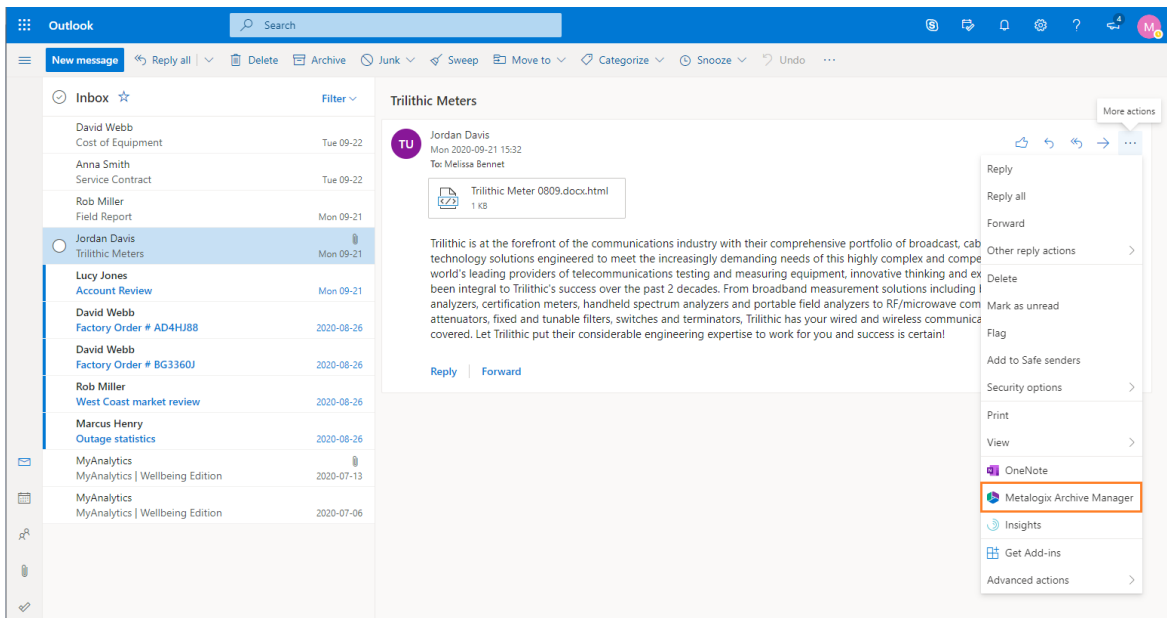 Outlook
Search
4
M
New message
Reply all
Delete
Archive
Junk
Sweep
Move to
Categorize
Snooze
Undo
Inbox
Filter
David Webb
Cost of Equipment
Tue 09-22
Anna Smith
Service Contract
Tue 09-22
Rob Miller
Field Report
Mon 09-21
Jordan Davis
Trilithic Meters
Mon 09-21
Lucy Jones
Account Review
Mon 09-21
David Webb
Factory Order # AD4HJ88
2020-08-26
David Webb
Factory Order # BG3360J
2020-08-26
Rob Miller
West Coast market review
2020-08-26
Marcus Henry
Outage statistics
2020-08-26
MyAnalytics
MyAnalytics | Wellbeing Edition
2020-07-13
MyAnalytics
MyAnalytics | Wellbeing Edition
2020-07-06
Trilithic Meters
More actions
TU
Jordan Davis
Mon 2020-09-21 15:32
To: Melissa Bennet
Trilithic Meter 0809.docx.html
1 KB
Trilithic is at the forefront of the communications industry with their comprehensive portfolio of broadcast, cab
technology solutions engineered to meet the increasingly demanding needs of this highly complex and compe
world's leading providers of telecommunications testing and measuring equipment, innovative thinking and ex
been integral to Trilithic's success over the past 2 decades. From broadband measurement solutions including
analyzers, certification meters, handheld spectrum analyzers and portable field analyzers to RF/microwave com
attenuators, fixed and tunable filters, switches and terminators, Trilithic has your wired and wireless communica
covered. Let Trilithic put their considerable engineering expertise to work for you and success is certain!
Reply
Forward
Reply
Reply all
Forward
Other reply actions
Delete
Mark as unread
Flag
Add to Safe senders
Security options
Print
View
OneNote
Metalogix Archive Manager
Insights
Get Add-ins
Advanced actions